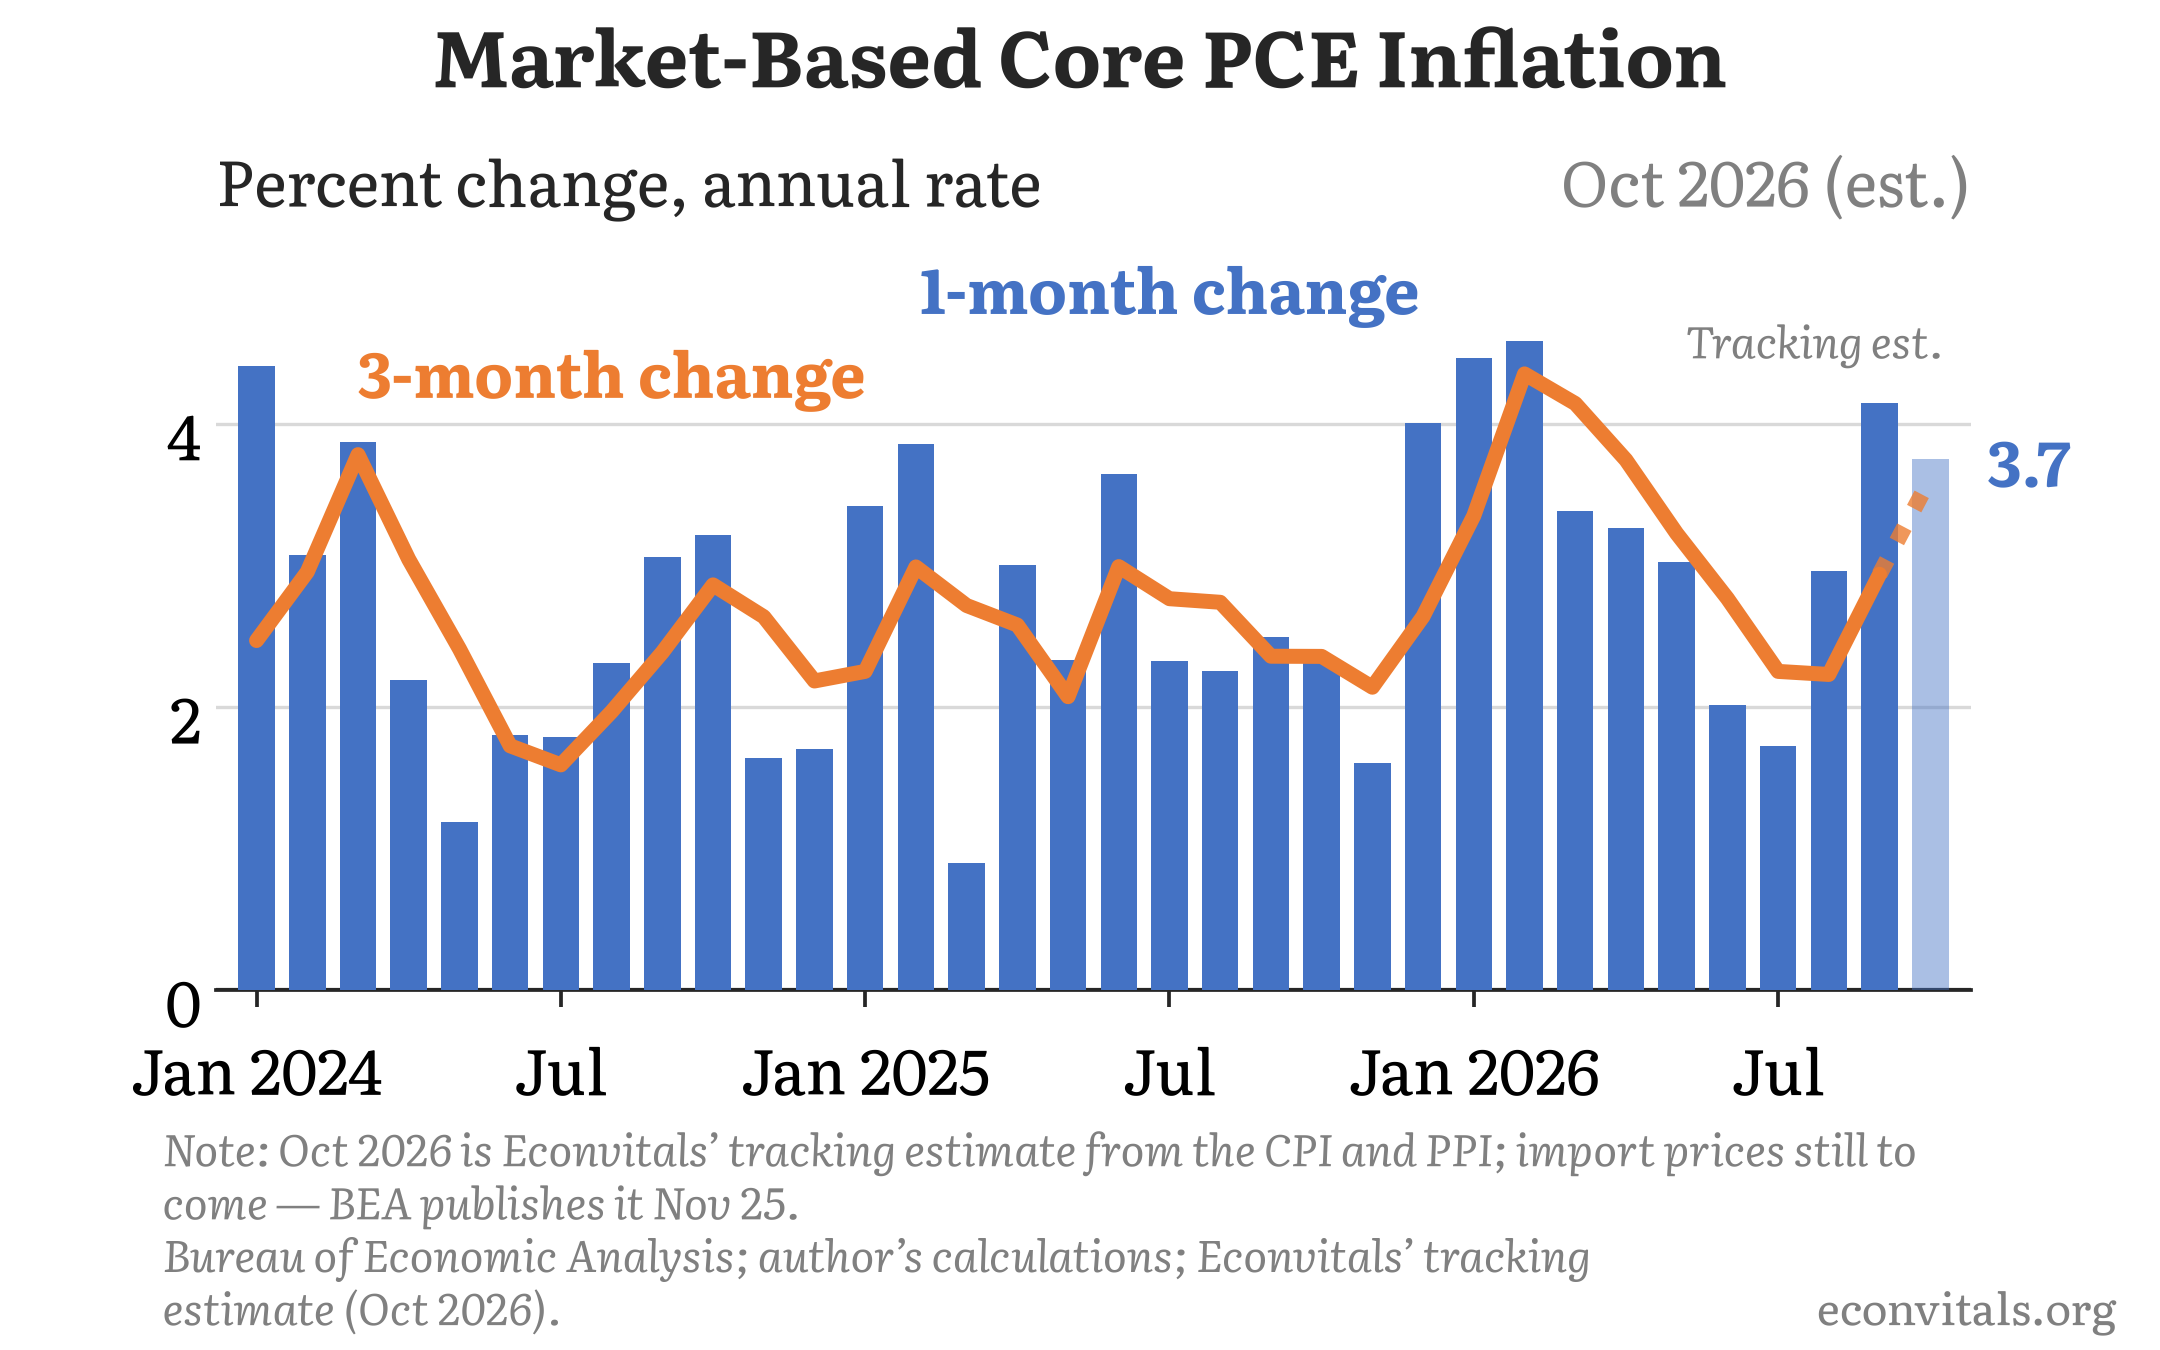 Market-Based Core PCE Inflation
Percent change, annual rate
Oct 2026 (est.)
1-month change
3-month change
Tracking est.
4
3.7
2
0
Jan 2024
Jul
Jan 2025
Jul
Jan 2026
Jul
Note: Oct 2026 is Econvitals’ tracking estimate from the CPI and PPI; import prices still to
come — BEA publishes it Nov 25.
Bureau of Economic Analysis; author’s calculations; Econvitals’ tracking
estimate (Oct 2026).
econvitals.org